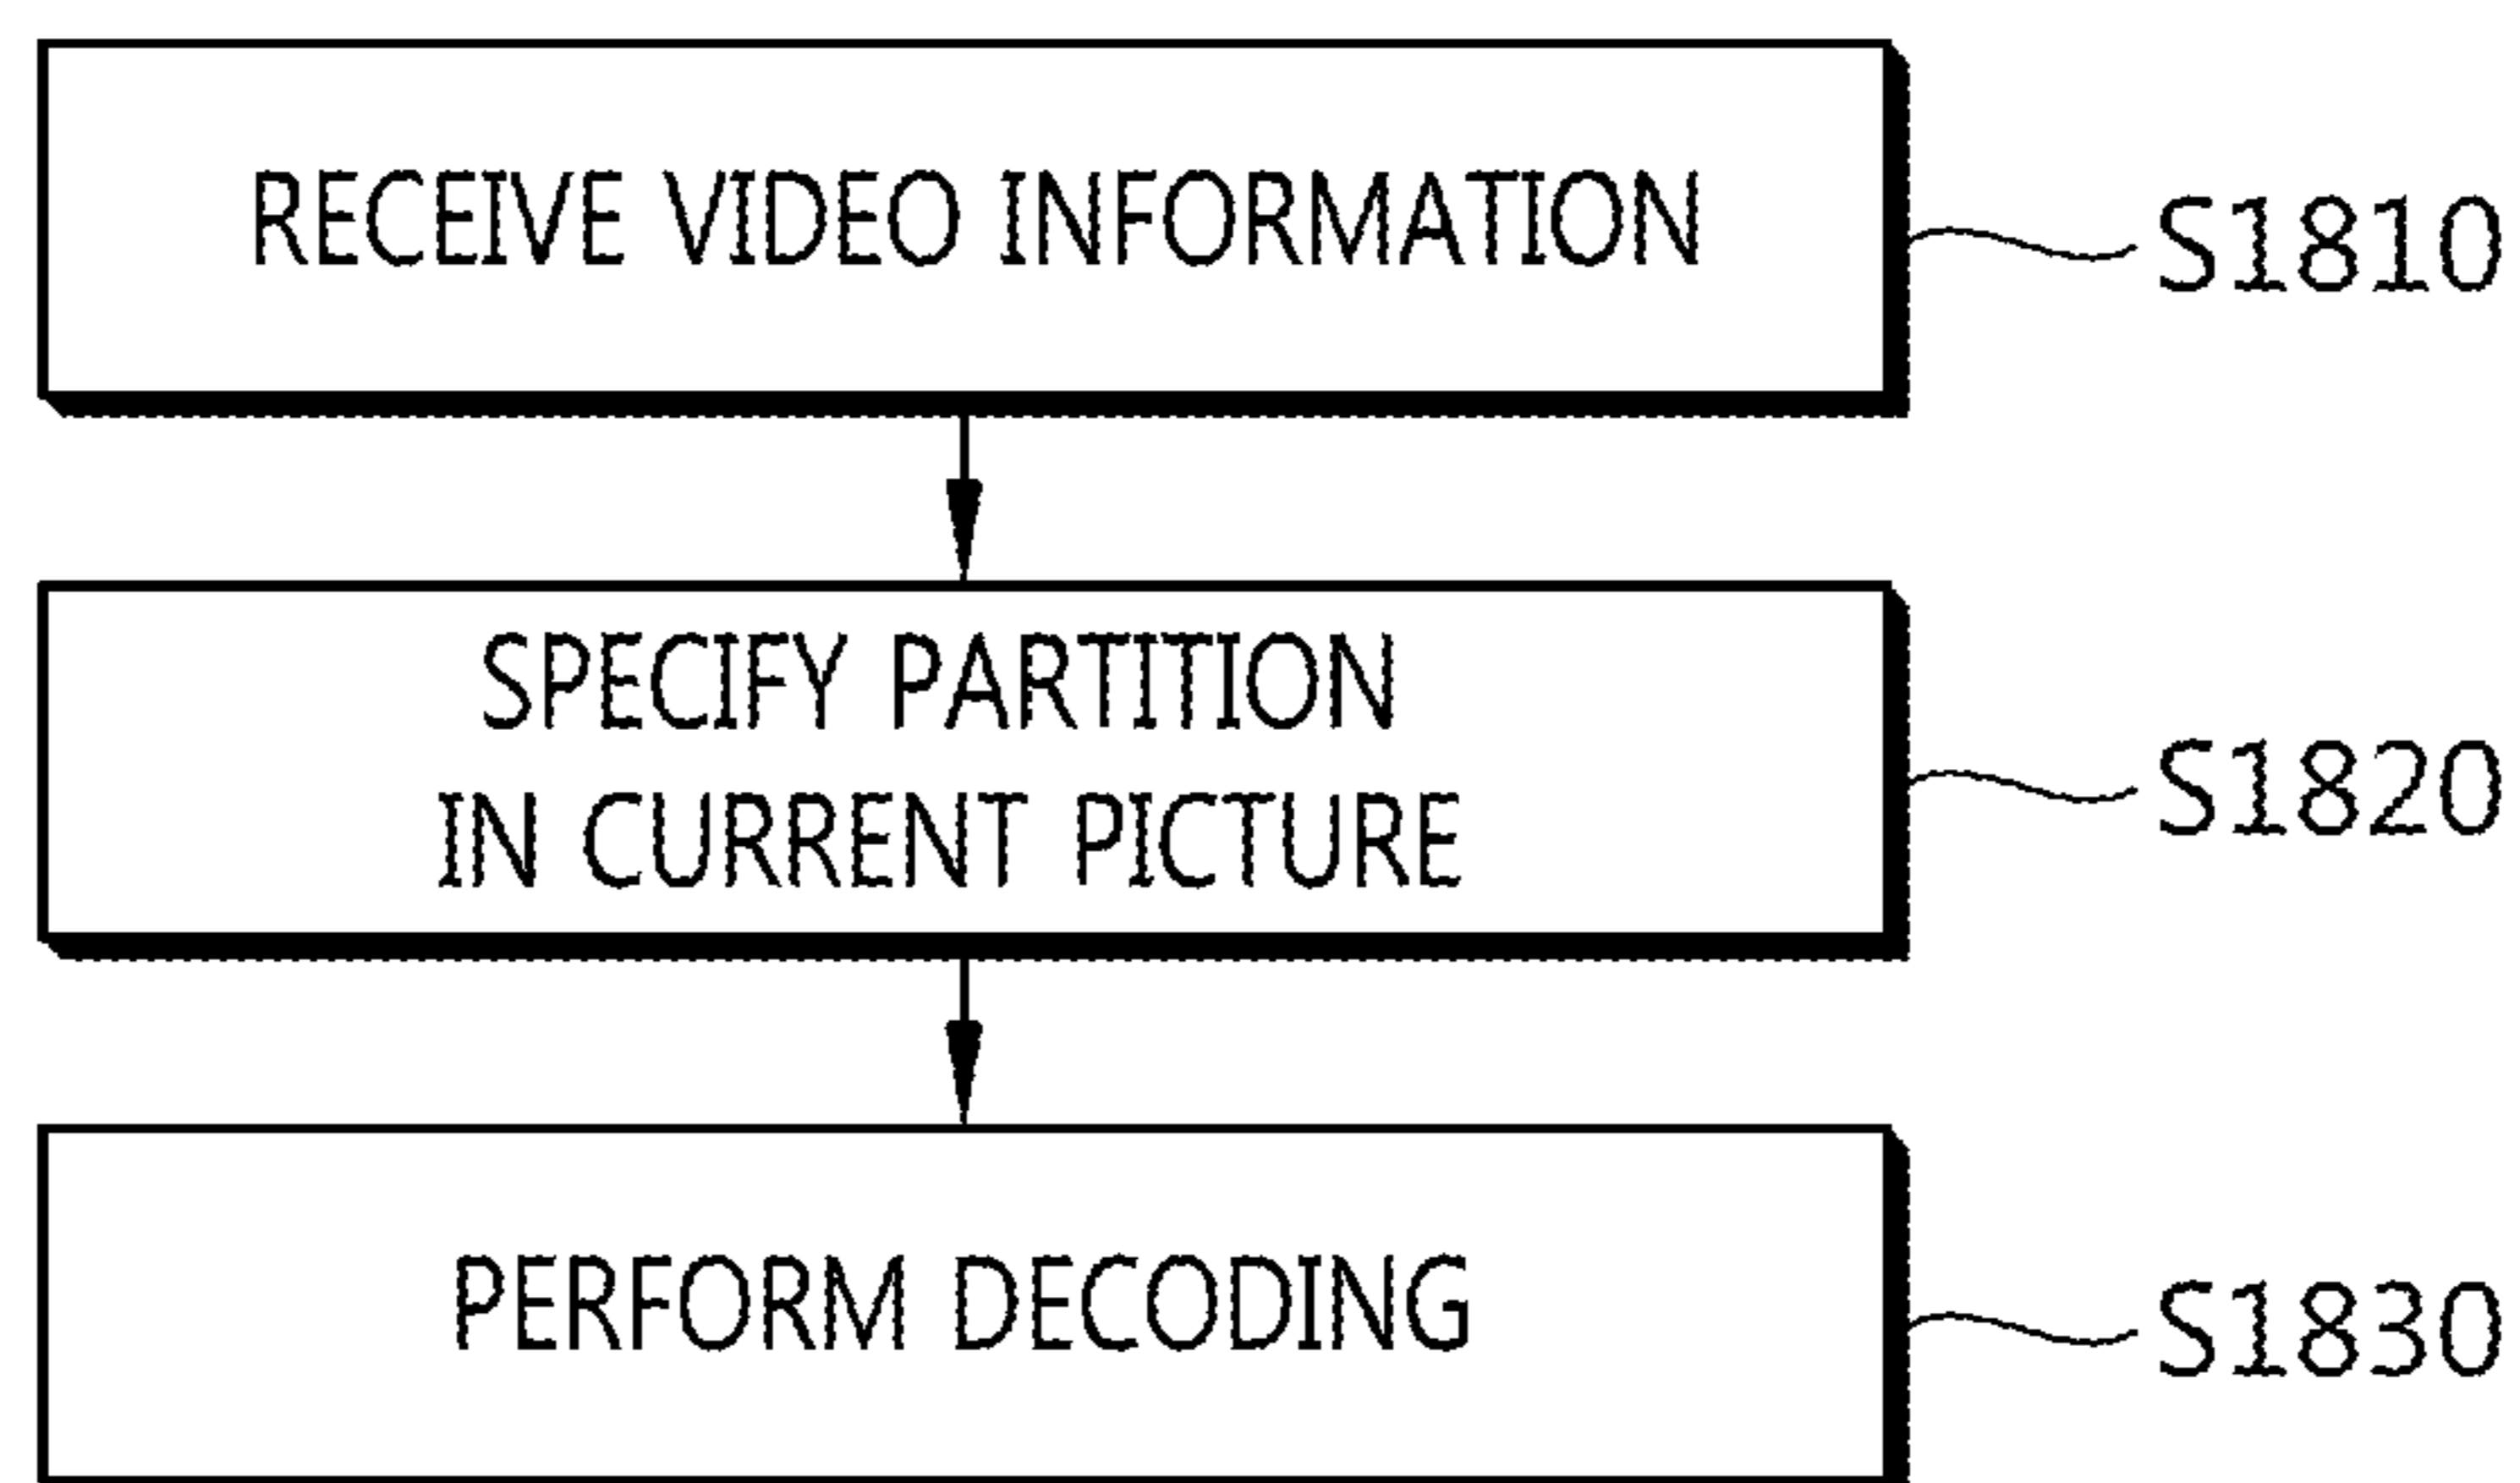 RECEIVE VIDEO INFORMATION
S1810
SPECIFY PARTITION
IN CURRENT PICTURE
S1820
PERFORM DECODING
S1830